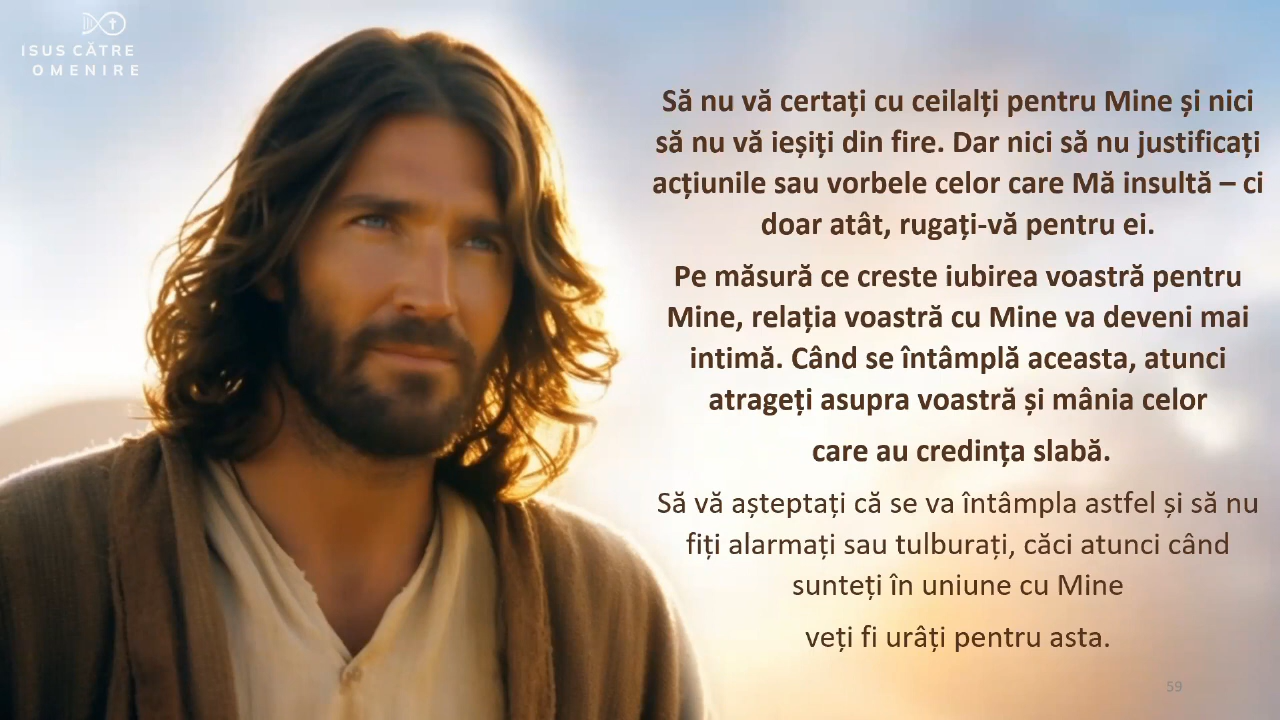 ISUS CĂTRE
OMENIRE
Să nu vă certați cu ceilalți pentru Mine și nici
să nu vă ieșiți din fire. Dar nici să nu justificați
acțiunile sau vorbele celor care Mă insultă – ci
doar atât, rugați-vă pentru ei.
Pe măsură ce creste iubirea voastră pentru
Mine, relația voastră cu Mine va deveni mai
intimă. Când se întâmplă aceasta, atunci
atrageți asupra voastră și mânia celor
care au credința slabă.
Să vă așteptați că se va întâmpla astfel și să nu
fiți alarmați sau tulburați, căci atunci când
sunteți în uniune cu Mine
veți fi urâți pentru asta.
59